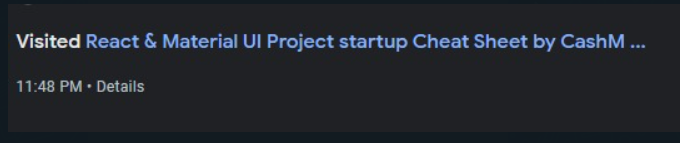 Visited React & Material UI Project startup Cheat Sheet by CashM ...
11:48 PM • Details